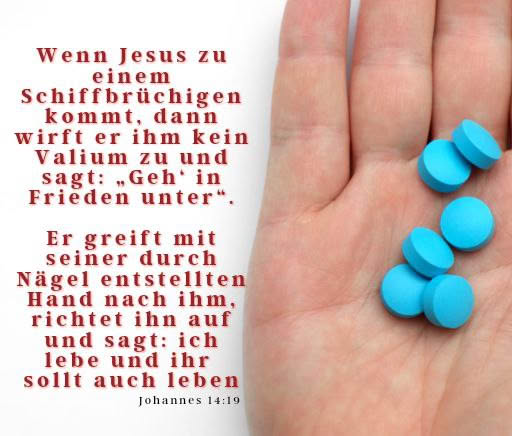 Wenn Jesus zu
einem
Schiffbrüchigen
kommt, dann
wirft er ihm kein
Valium zu und
sagt: „Geh‘ in
Frieden unter“.
Er greift mit
seiner durch
Nägel entstellten
Hand nach ihm,
richtet ihn auf
und sagt: ich
lebe und ihr
sollt auch leben
Johannes 14:19